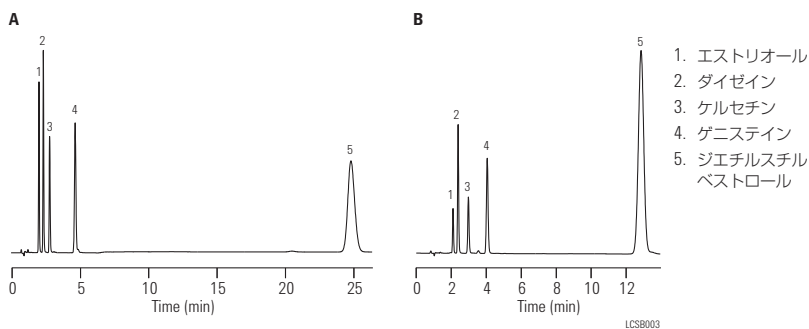 A
1
2
3
4
5
0 5 10 15 20 25
Time (min)
B
1
2
3
4
5
0 2 4 6 8 10 12
Time (min)
1. エストリオール
2. ダイゼイン
3. ケルセチン
4. ゲニステイン
5. ジエチルスチル
ベストロール
LCSB003